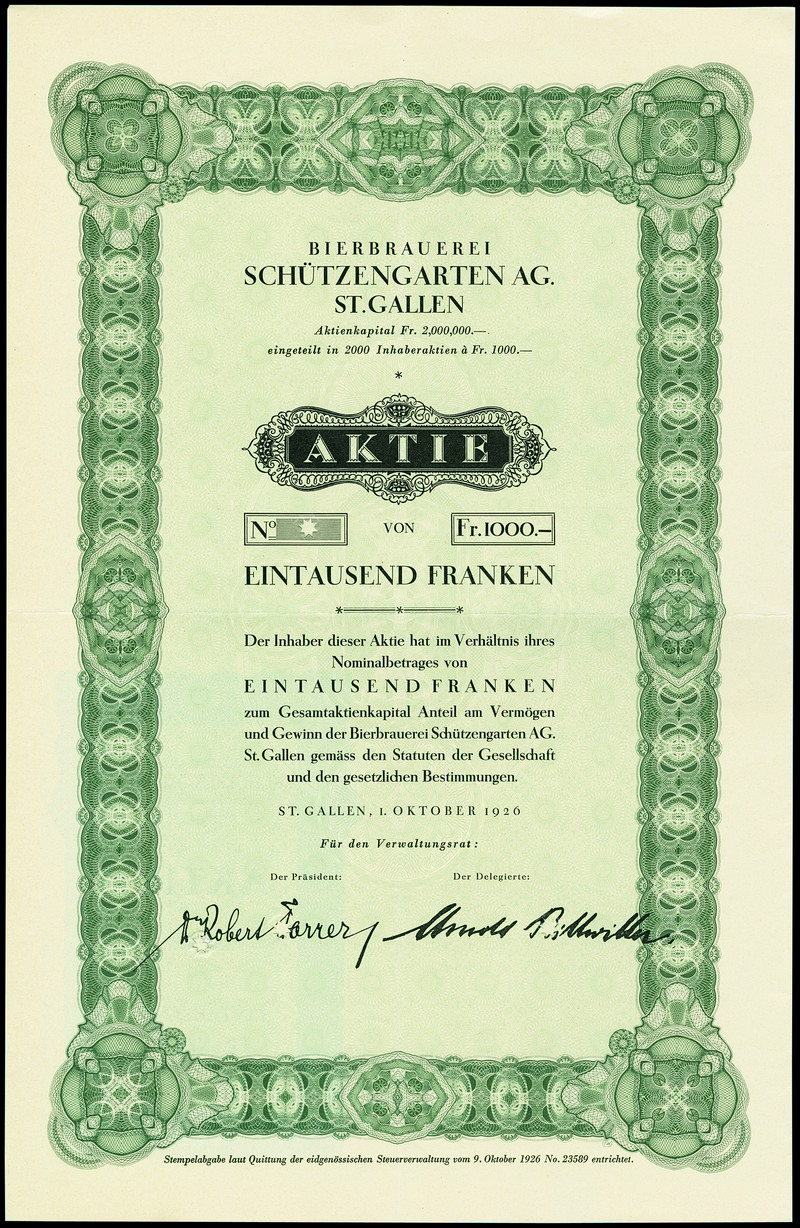 BIERBRAUEREI
SCHÜTZENGARTEN AG.
ST. GALLEN
Aktienkapital Fr. 2,000,000.—
eingeteilt in 2000 Inhaberaktien à Fr. 1000.—
*
AKTIE
Nº VON Fr. 1000.—
EINTAUSEND FRANKEN
Der Inhaber dieser Aktie hat im Verhältnis ihres
Nominalbetrages von
EINTAUSEND FRANKEN
zum Gesamtaktienkapital Anteil am Vermögen
und Gewinn der Bierbrauerei Schützengarten AG.
St. Gallen gemäss den Statuten der Gesellschaft
und den gesetzlichen Bestimmungen.
ST. GALLEN, 1. OKTOBER 1926
Für den Verwaltungsrat:
Der Präsident: Der Delegierte:
Dr Robert Forrer Arnold Billwiller
Stempelabgabe laut Quittung der eidgenössischen Steuerverwaltung vom 9. Oktober 1926 No. 23589 entrichtet.